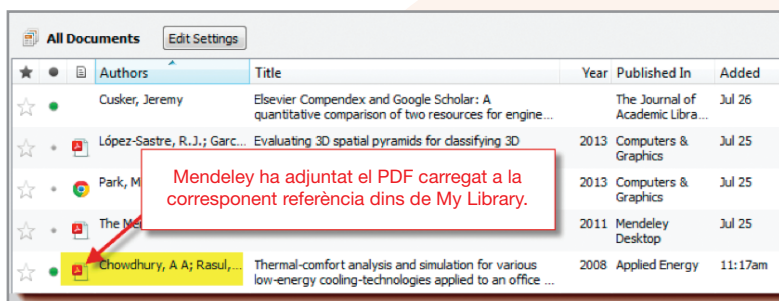 All Documents Edit Settings
Authors Title Year Published In Added
Cusker, Jeremy Elsevier Compendex and Google Scholar: A The Journal of Jul 26
quantitative comparison of two resources for engine... Academic Libra...
López-Sastre, R.J.; Garc... Evaluating 3D spatial pyramids for classifying 3D 2013 Computers & Jul 25
Graphics
Mendeley ha adjuntat el PDF carregat a la
corresponent referència dins de My Library.
Park, M 2013 Computers & Jul 25
Graphics
The Me 2011 Mendeley Jul 25
Desktop
Chowdhury, A A; Rasul,... Thermal-comfort analysis and simulation for various 2008 Applied Energy 11:17am
low-energy cooling-technologies applied to an office ...